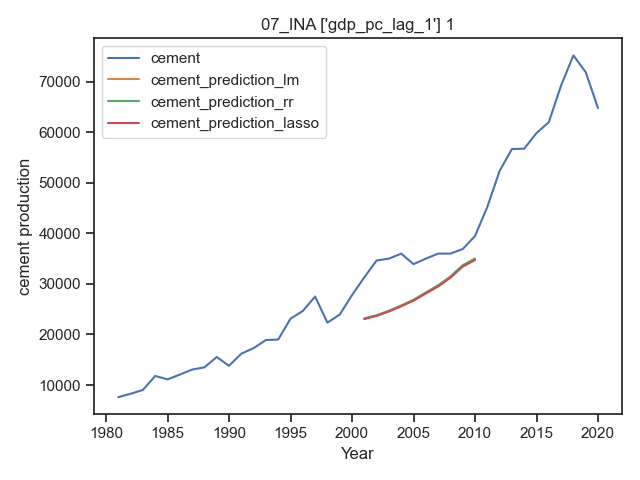 07_INA ['gdp_pc_lag_1'] 1
cement
cement_prediction_lm
cement_prediction_rr
cement_prediction_lasso
cement production
70000
60000
50000
40000
30000
20000
10000
1980 1985 1990 1995 2000 2005 2010 2015 2020
Year